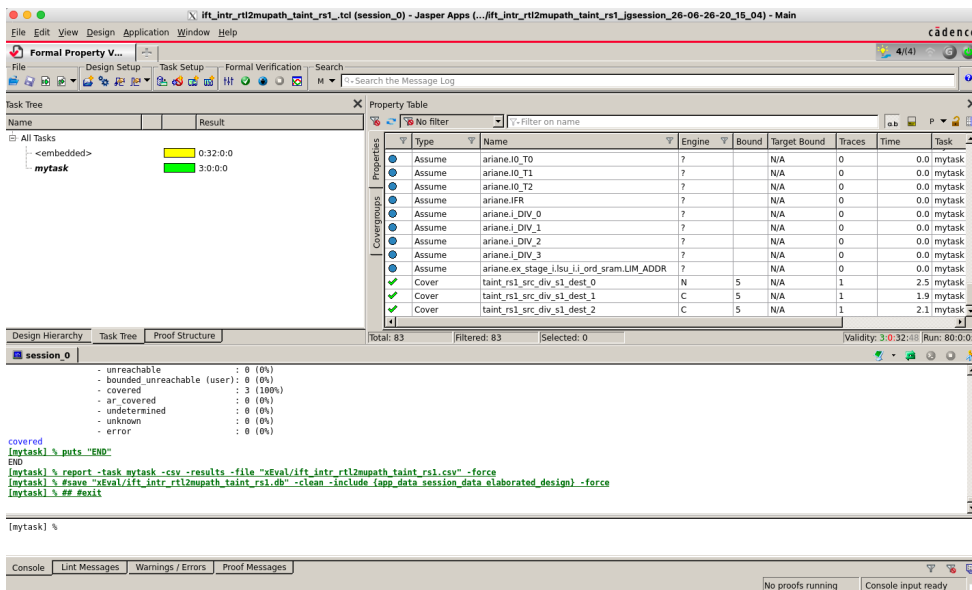 ift_intr_rtl2mupath_taint_rs1_.tcl (session_0) - Jasper Apps (.../ift_intr_rtl2mupath_taint_rs1_jgsession_26-06-26-20_15_04) - Main
File Edit View Design Application Window Help
cādence
Formal Property V...
4/(4)
File Design Setup Task Setup Formal Verification Search
M Search the Message Log
Task Tree
Name Result
All Tasks
<embedded> 0:32:0:0
mytask 3:0:0:0
Design Hierarchy Task Tree Proof Structure
Property Table
No filter Filter on name
Properties
Covergroups
Type Name Engine Bound Target Bound Traces Time Task
Assume ariane.I0_T0 ? N/A 0 0.0 mytask
Assume ariane.I0_T1 ? N/A 0 0.0 mytask
Assume ariane.I0_T2 ? N/A 0 0.0 mytask
Assume ariane.IFR ? N/A 0 0.0 mytask
Assume ariane.i_DIV_0 ? N/A 0 0.0 mytask
Assume ariane.i_DIV_1 ? N/A 0 0.0 mytask
Assume ariane.i_DIV_2 ? N/A 0 0.0 mytask
Assume ariane.i_DIV_3 ? N/A 0 0.0 mytask
Assume ariane.ex_stage_i.lsu_i.i_ord_sram.LIM_ADDR ? N/A 0 0.0 mytask
Cover taint_rs1_src_div_s1_dest_0 N 5 N/A 1 2.5 mytask
Cover taint_rs1_src_div_s1_dest_1 C 5 N/A 1 1.9 mytask
Cover taint_rs1_src_div_s1_dest_2 C 5 N/A 1 2.1 mytask
Total: 83 Filtered: 83 Selected: 0 Validity: 3:0:32:48 Run: 80:0:0
session_0
- unreachable : 0 (0%)
- bounded_unreachable (user): 0 (0%)
- covered : 3 (100%)
- ar_covered : 0 (0%)
- undetermined : 0 (0%)
- unknown : 0 (0%)
- error : 0 (0%)
covered
[mytask] % puts "END"
END
[mytask] % report -task mytask -csv -results -file "xEval/ift_intr_rtl2mupath_taint_rs1.csv" -force
[mytask] % #save "xEval/ift_intr_rtl2mupath_taint_rs1.db" -clean -include {app_data session_data elaborated_design} -force
[mytask] % ## #exit
[mytask] %
Console Lint Messages Warnings / Errors Proof Messages
No proofs running Console input ready